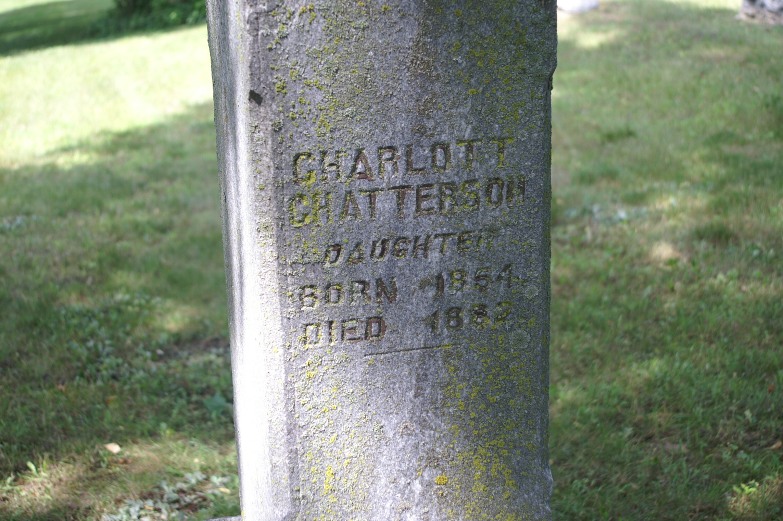 CHARLOTT
CHATTERSON
DAUGHTER
BORN 1854
DIED 1882